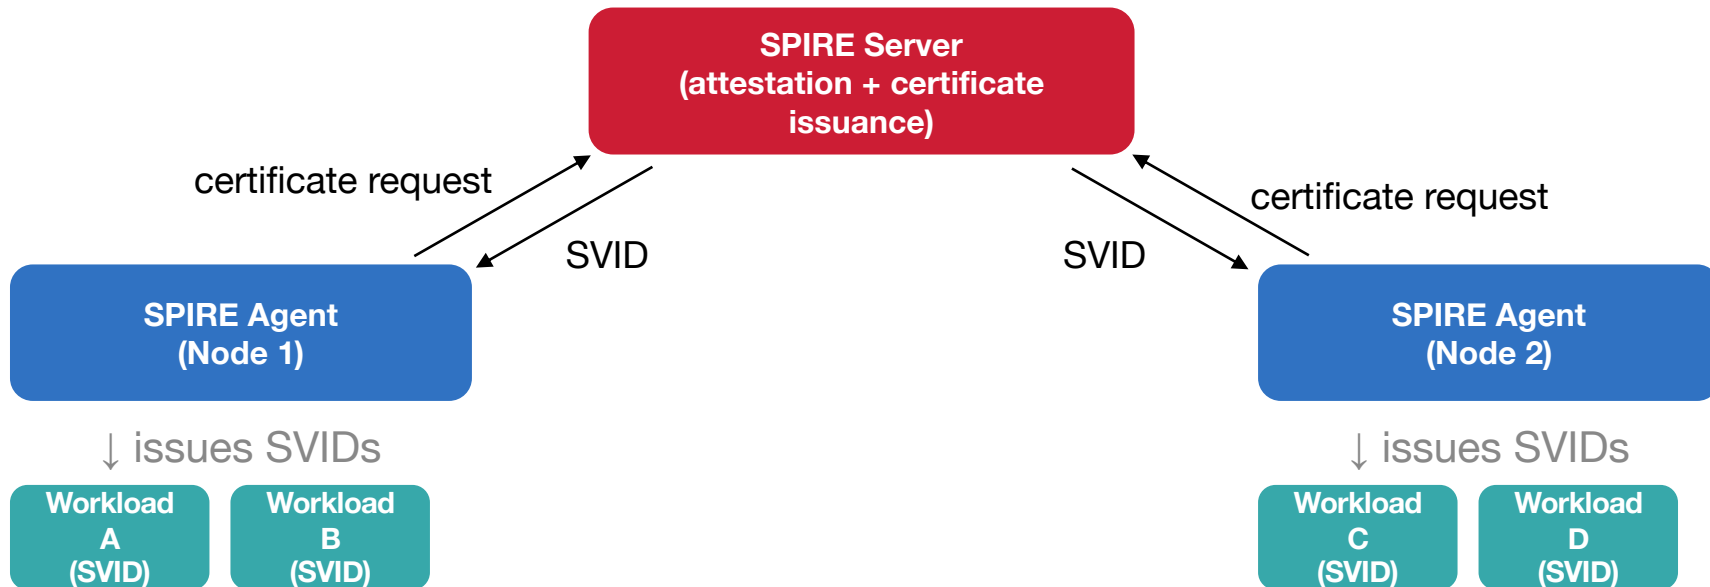 SPIRE Server
(attestation + certificate
issuance)
certificate request
certificate request
SVID
SVID
SPIRE Agent
(Node 1)
SPIRE Agent
(Node 2)
↓ issues SVIDs
↓ issues SVIDs
Workload
A
(SVID)
Workload
B
(SVID)
Workload
C
(SVID)
Workload
D
(SVID)